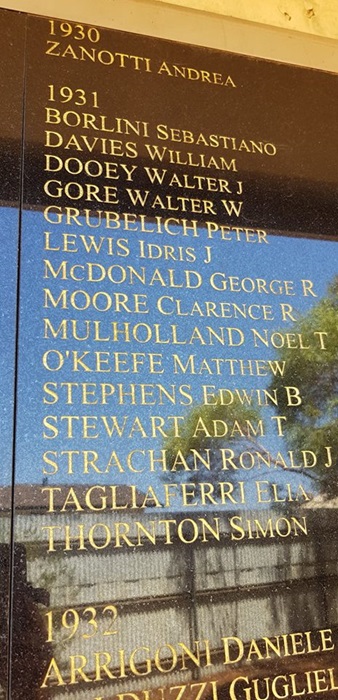 1930
ZANOTTI ANDREA
1931
BORLINI SEBASTIANO
DAVIES WILLIAM
DOOEY WALTER J
GORE WALTER W
GRUBELICH PETER
LEWIS IDRIS J
MCDONALD GEORGE R
MOORE CLARENCE R
MULHOLLAND NOEL T
O'KEEFE MATTHEW
STEPHENS EDWIN B
STEWART ADAM T
STRACHAN RONALD J
TAGLIAFERRI ELIA
THORNTON SIMON
1932
ARRIGONI DANIELE